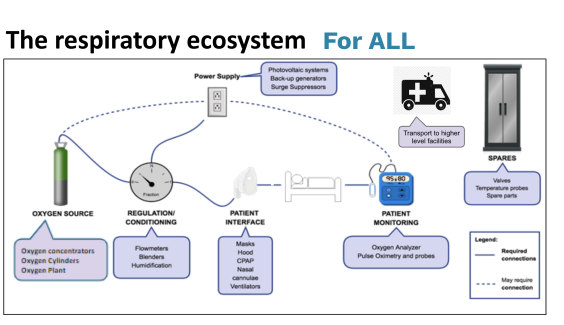 The respiratory ecosystem For ALL
Power Supply
Photovoltaic systems
Back-up generators
Surge Suppressors
Transport to higher
level facilities
SPARES
Valves
Temperature probes
Spare parts
Fraction
95 80
OXYGEN SOURCE
Oxygen concentrators
Oxygen Cylinders
Oxygen Plant
REGULATION/
CONDITIONING
Flowmeters
Blenders
Humidification
PATIENT
INTERFACE
Masks
Hood
CPAP
Nasal
cannulae
Ventilators
PATIENT
MONITORING
Oxygen Analyzer
Pulse Oximetry and probes
Legend:
Required
connections
May require
connection